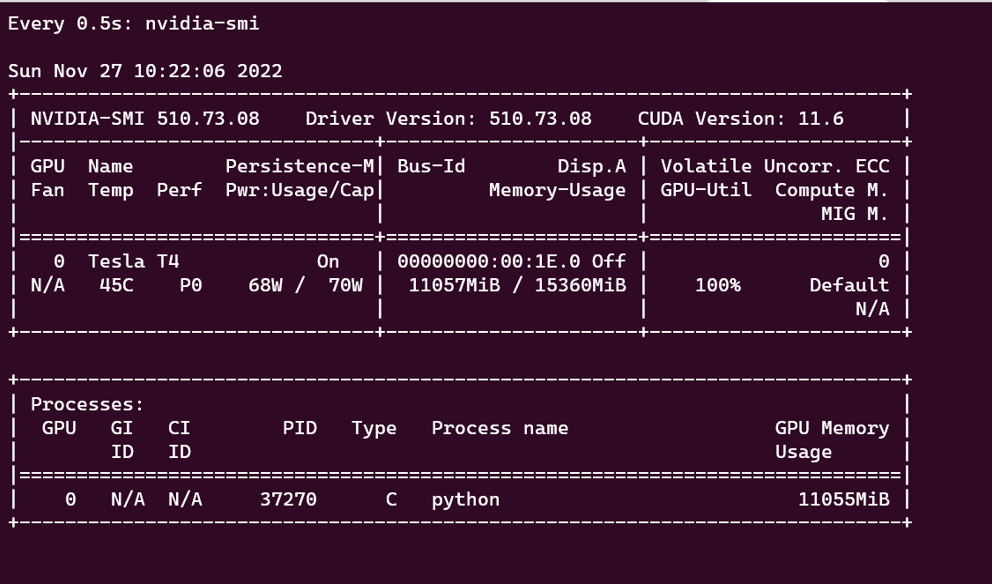 Every 0.5s: nvidia-smi
Sun Nov 27 10:22:06 2022
+-----------------------------------------------------------------------------+
| NVIDIA-SMI 510.73.08    Driver Version: 510.73.08    CUDA Version: 11.6     |
|-------------------------------+----------------------+----------------------+
| GPU  Name        Persistence-M| Bus-Id        Disp.A | Volatile Uncorr. ECC |
| Fan  Temp  Perf  Pwr:Usage/Cap|         Memory-Usage | GPU-Util  Compute M. |
|                               |                      |               MIG M. |
|===============================+======================+======================|
|   0  Tesla T4            On   | 00000000:00:1E.0 Off |                    0 |
| N/A   45C    P0    68W /  70W |  11057MiB / 15360MiB |    100%      Default |
|                               |                      |                  N/A |
+-------------------------------+----------------------+----------------------+
+-----------------------------------------------------------------------------+
| Processes:                                                                  |
|  GPU   GI   CI        PID   Type   Process name                  GPU Memory |
|        ID   ID                                                   Usage      |
|=============================================================================|
|    0   N/A  N/A     37270      C   python                          11055MiB |
+-----------------------------------------------------------------------------+